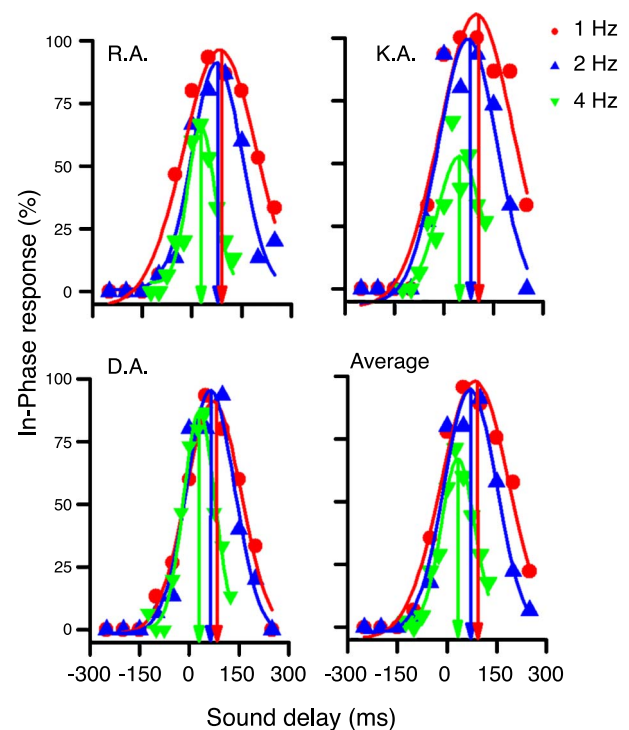 R.A.
K.A.
1 Hz
2 Hz
4 Hz
100
75
50
25
0
In-Phase response (%)
D.A.
Average
100
75
50
25
0
-300 -150 0 150 300
-300 -150 0 150 300
Sound delay (ms)